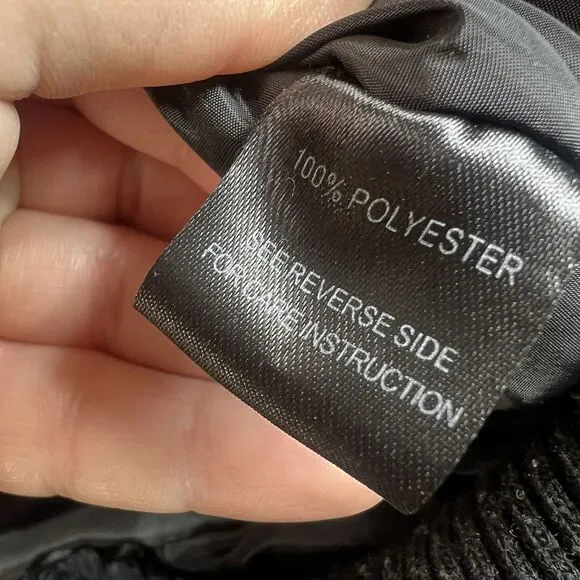 100% POLYESTER
SEE REVERSE SIDE
FOR CARE INSTRUCTION